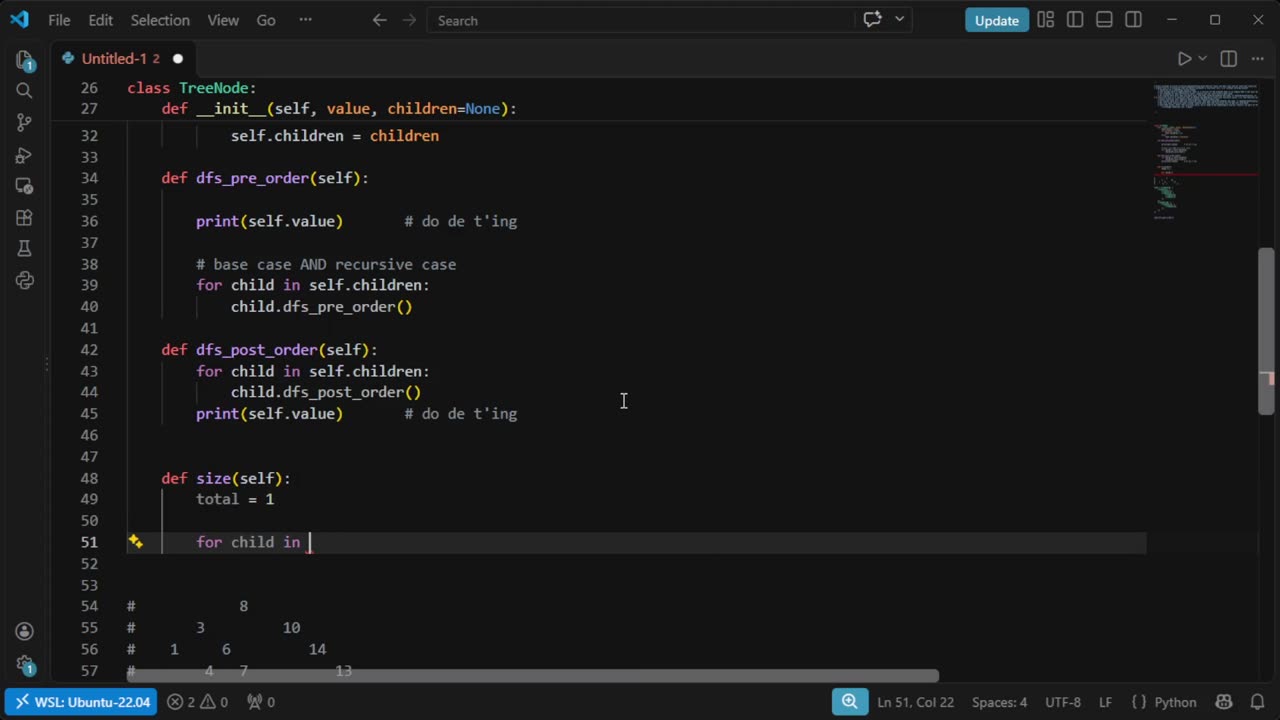 File Edit Selection View Go ··· Search Update
Untitled-1 2
26 class TreeNode:
27     def __init__(self, value, children=None):
32             self.children = children
33
34     def dfs_pre_order(self):
35
36         print(self.value)       # do de t'ing
37
38         # base case AND recursive case
39         for child in self.children:
40             child.dfs_pre_order()
41
42     def dfs_post_order(self):
43         for child in self.children:
44             child.dfs_post_order()
45         print(self.value)       # do de t'ing
46
47
48     def size(self):
49         total = 1
50
51         for child in
52
53
54 #            8
55 #       3         10
56 #    1     6         14
57 #        4   7          13
WSL: Ubuntu-22.04 2 0 0 Ln 51, Col 22 Spaces: 4 UTF-8 LF { } Python